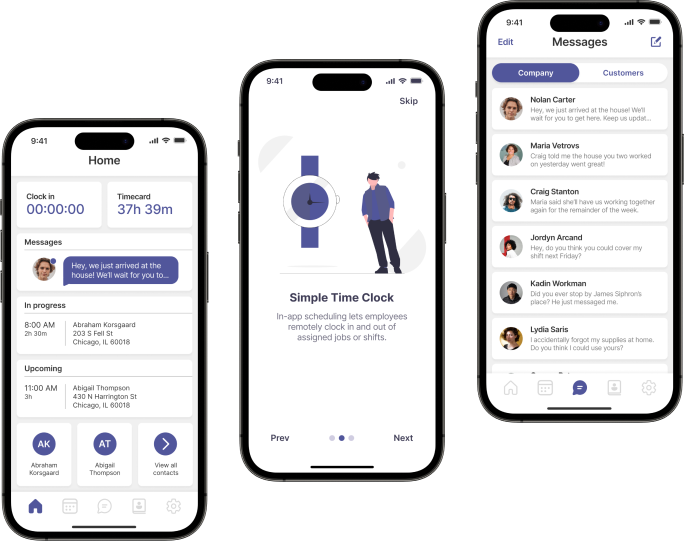 9:41
Home
Clock in
00:00:00
Timecard
37h 39m
Messages
Hey, we just arrived at the
house! We'll wait for you to...
In progress
8:00 AM
2h 30m
Abraham Korsgaard
203 S Fell St
Chicago, IL 60018
Upcoming
11:00 AM
3h
Abigail Thompson
430 N Harrington St
Chicago, IL 60018
AK
Abraham
Korsgaard
AT
Abigail
Thompson
View all
contacts
9:41
Skip
Simple Time Clock
In-app scheduling lets employees
remotely clock in and out of
assigned jobs or shifts.
Prev
Next
9:41
Edit
Messages
Company
Customers
Nolan Carter
Hey, we just arrived at the house! We'll
wait for you to get here. Keep us updat...
Maria Vetrovs
Craig told me the house you two worked
on yesterday went great!
Craig Stanton
Maria said she'll have us working together
again for the remainder of the week.
Jordyn Arcand
Hey, do you think you could cover my
shift next Friday?
Kadin Workman
Did you ever stop by James Siphron's
place? He just messaged me.
Lydia Saris
I accidentally forgot my supplies at home.
Do you think I could use yours?